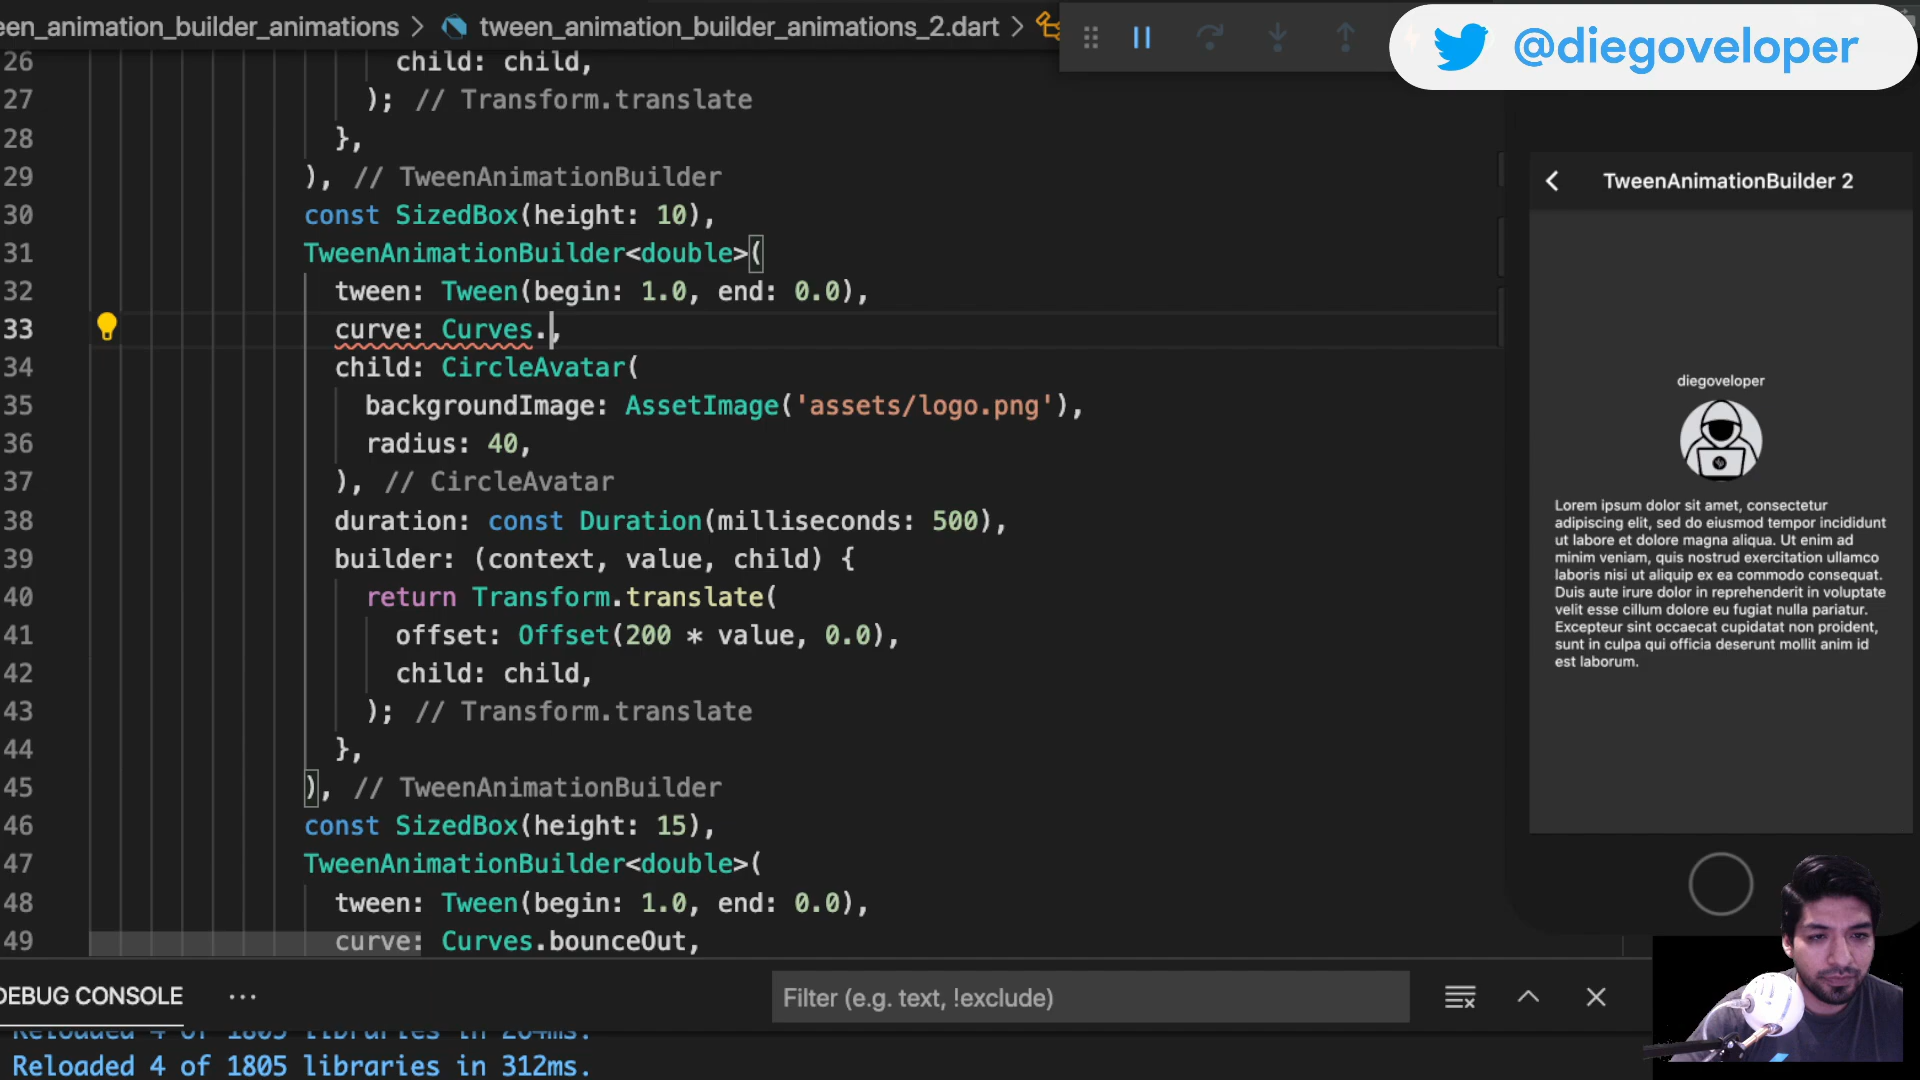 een_animation_builder_animations > tween_animation_builder_animations_2.dart >
@diegoveloper
26 child: child,
27 ); // Transform.translate
28 },
29 ), // TweenAnimationBuilder
30 const SizedBox(height: 10),
31 TweenAnimationBuilder<double>(
32 tween: Tween(begin: 1.0, end: 0.0),
33 curve: Curves.,
34 child: CircleAvatar(
35 backgroundImage: AssetImage('assets/logo.png'),
36 radius: 40,
37 ), // CircleAvatar
38 duration: const Duration(milliseconds: 500),
39 builder: (context, value, child) {
40 return Transform.translate(
41 offset: Offset(200 * value, 0.0),
42 child: child,
43 ); // Transform.translate
44 },
45 ), // TweenAnimationBuilder
46 const SizedBox(height: 15),
47 TweenAnimationBuilder<double>(
48 tween: Tween(begin: 1.0, end: 0.0),
49 curve: Curves.bounceOut,
TweenAnimationBuilder 2
diegoveloper
Lorem ipsum dolor sit amet, consectetur
adipiscing elit, sed do eiusmod tempor incididunt
ut labore et dolore magna aliqua. Ut enim ad
minim veniam, quis nostrud exercitation ullamco
laboris nisi ut aliquip ex ea commodo consequat.
Duis aute irure dolor in reprehenderit in voluptate
velit esse cillum dolore eu fugiat nulla pariatur.
Excepteur sint occaecat cupidatat non proident,
sunt in culpa qui officia deserunt mollit anim id
est laborum.
DEBUG CONSOLE ...
Filter (e.g. text, !exclude)
Reloaded 4 of 1805 libraries in 264ms.
Reloaded 4 of 1805 libraries in 312ms.